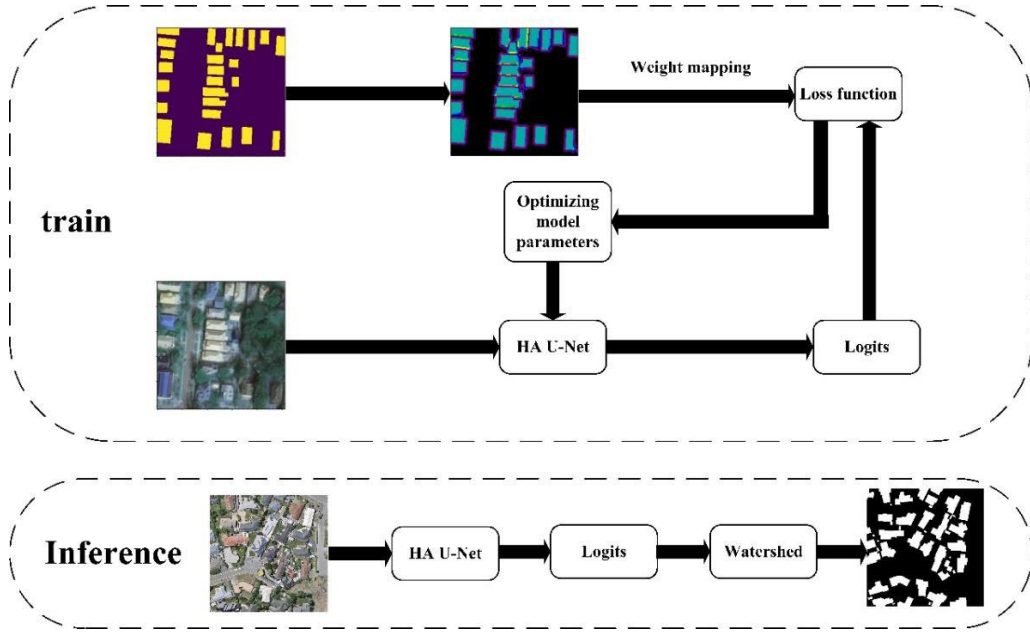 Weight mapping
Loss function
train
Optimizing
model
parameters
HA U-Net
Logits
Inference
HA U-Net
Logits
Watershed